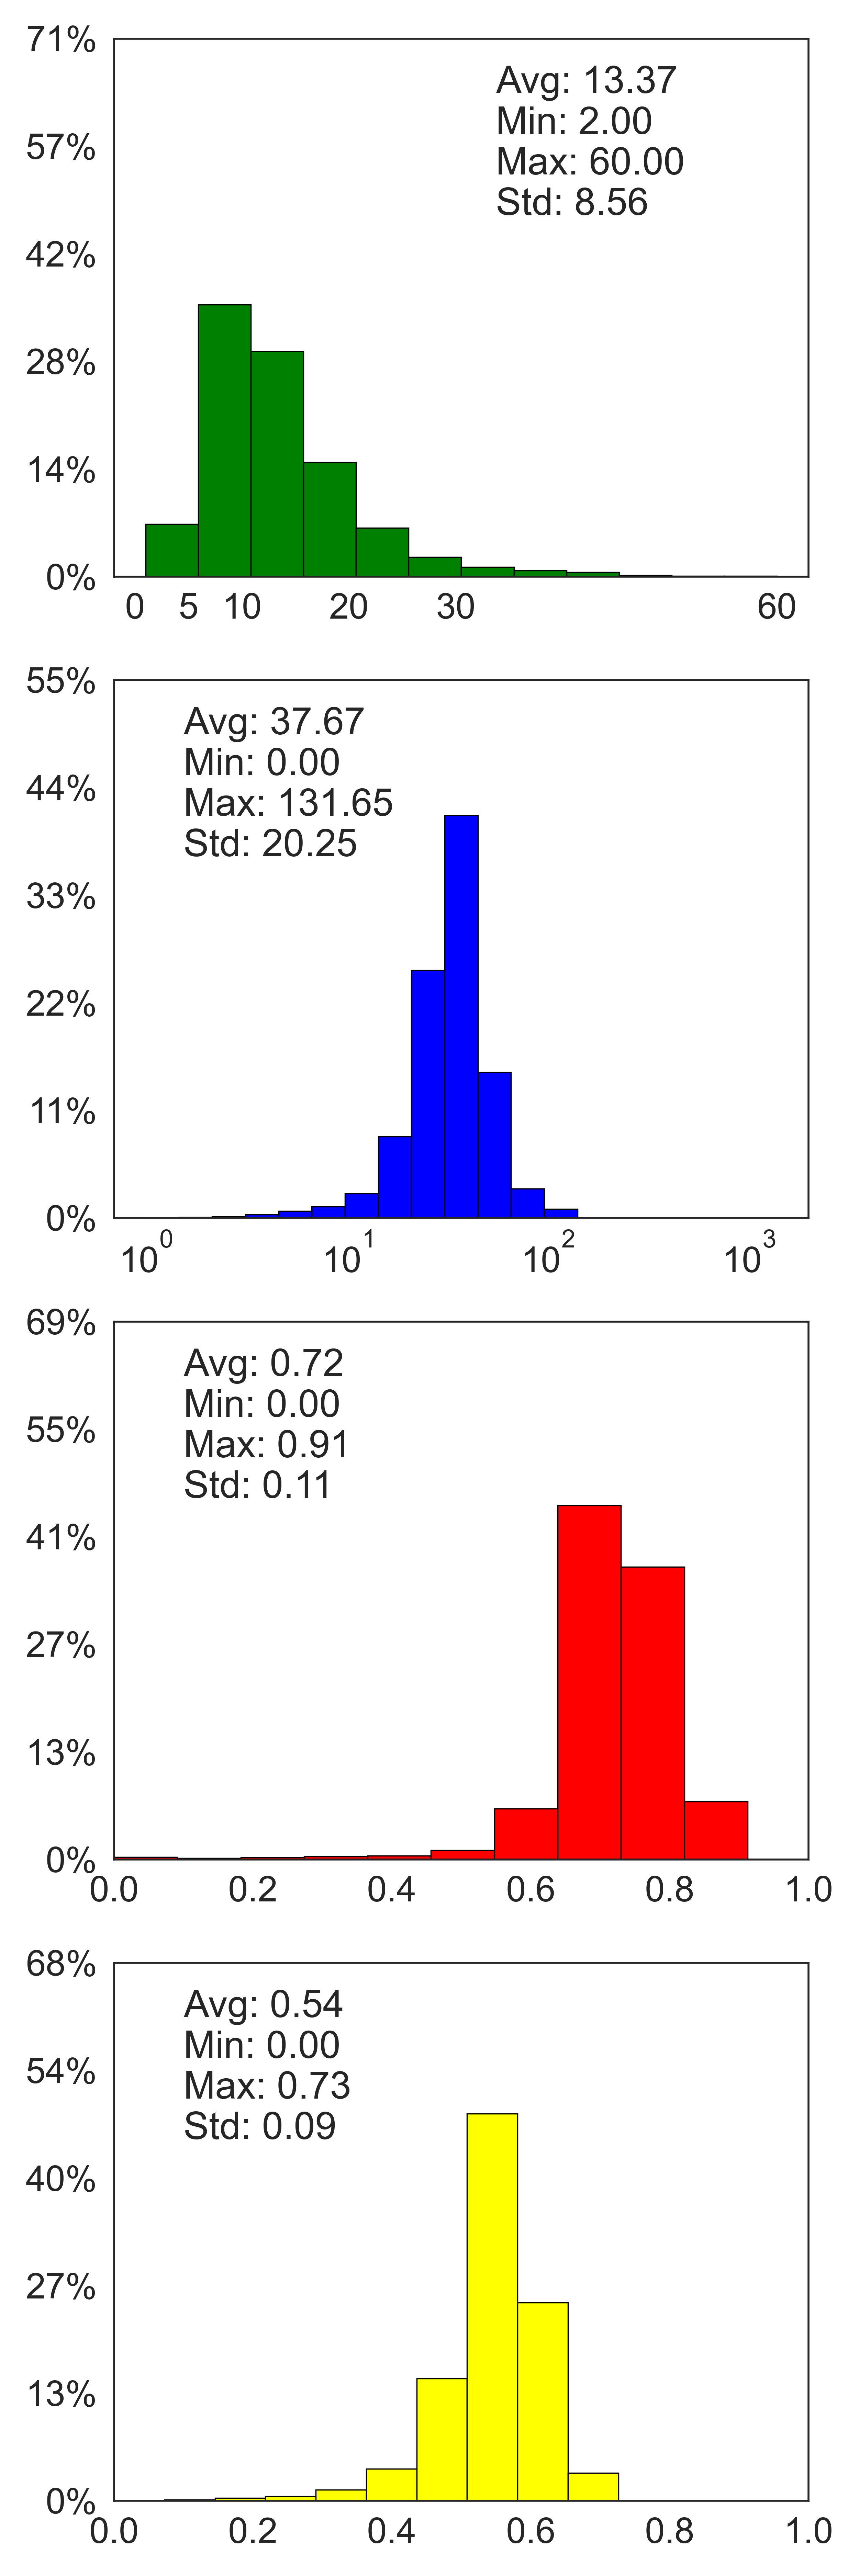 71%
Avg: 13.37
Min: 2.00
57%
Max: 60.00
Std: 8.56
42%
28%
14%
0%
0 5 10 20 30 60
55%
Avg: 37.67
Min: 0.00
44%
Max: 131.65
Std: 20.25
33%
22%
11%
0%
10^0 10^1 10^2 10^3
69%
Avg: 0.72
Min: 0.00
55%
Max: 0.91
Std: 0.11
41%
27%
13%
0%
0.0 0.2 0.4 0.6 0.8 1.0
68%
Avg: 0.54
Min: 0.00
54%
Max: 0.73
Std: 0.09
40%
27%
13%
0%
0.0 0.2 0.4 0.6 0.8 1.0